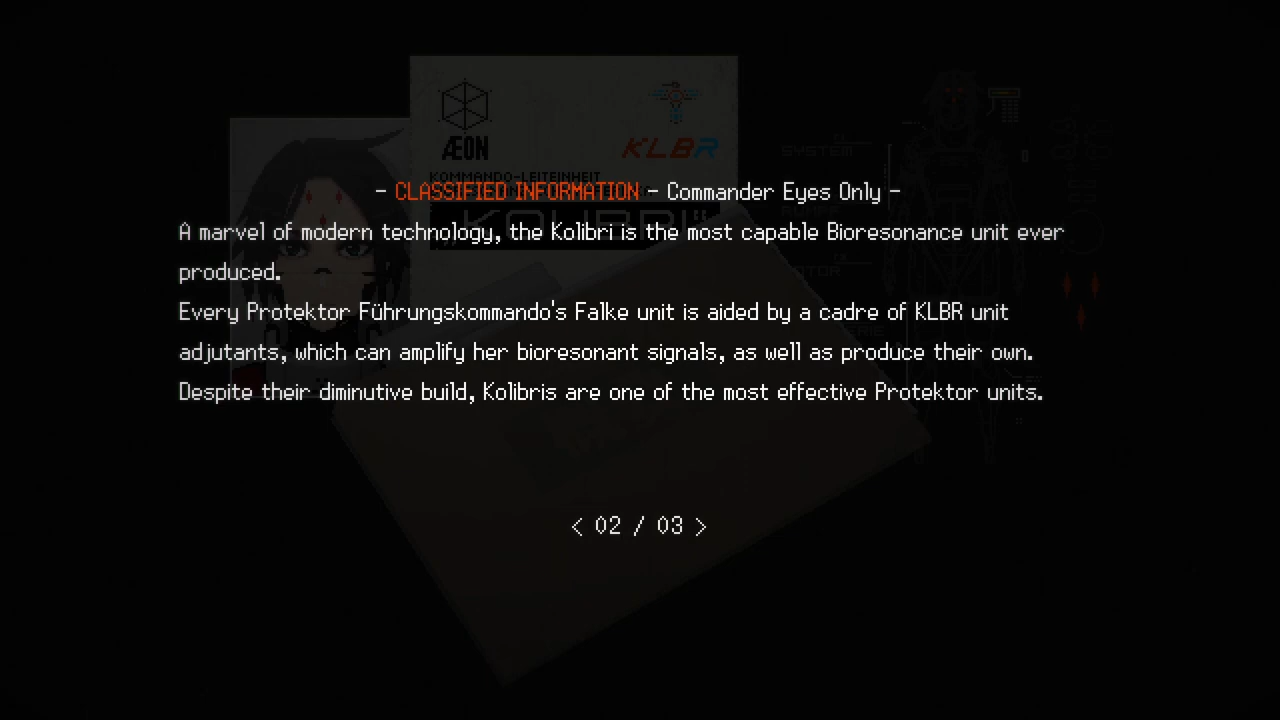 ÆON
KLBR
KOMMANDO-LEITEINHEIT
- CLASSIFIED INFORMATION - Commander Eyes Only -
KOLIBRI
A marvel of modern technology, the Kolibri is the most capable Bioresonance unit ever
produced.
Every Protektor Führungskommando's Falke unit is aided by a cadre of KLBR unit
adjutants, which can amplify her bioresonant signals, as well as produce their own.
Despite their diminutive build, Kolibris are one of the most effective Protektor units.
SYSTEM
< 02 / 03 >